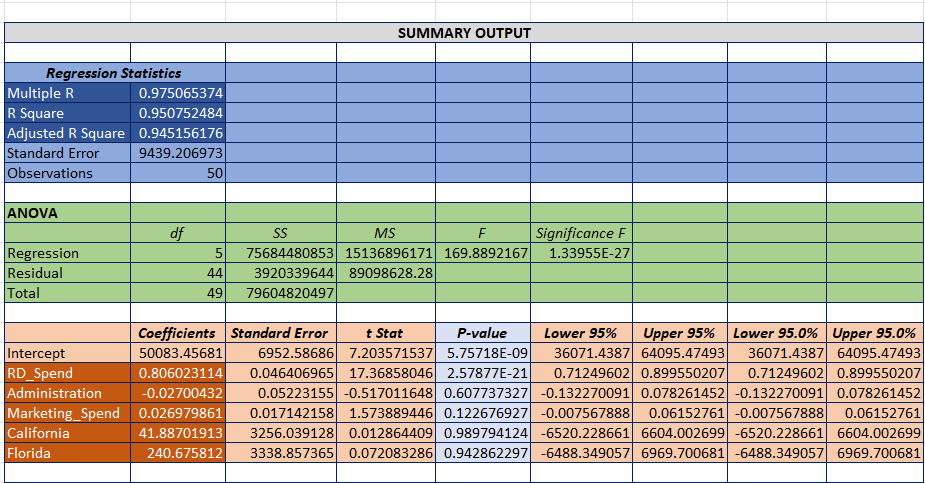 SUMMARY OUTPUT
Regression Statistics
Multiple R 0.975065374
R Square 0.950752484
Adjusted R Square 0.945156176
Standard Error 9439.206973
Observations 50
ANOVA
df SS MS F Significance F
Regression 5 75684480853 15136896171 169.8892167 1.33955E-27
Residual 44 3920339644 89098628.28
Total 49 79604820497
Coefficients Standard Error t Stat P-value Lower 95% Upper 95% Lower 95.0% Upper 95.0%
Intercept 50083.45681 6952.58686 7.203571537 5.75718E-09 36071.4387 64095.47493 36071.4387 64095.47493
RD_Spend 0.806023114 0.046406965 17.36858046 2.57877E-21 0.71249602 0.899550207 0.71249602 0.899550207
Administration -0.02700432 0.05223155 -0.517011648 0.607737327 -0.132270091 0.078261452 -0.132270091 0.078261452
Marketing_Spend 0.026979861 0.017142158 1.573889446 0.122676927 -0.007567888 0.06152761 -0.007567888 0.06152761
California 41.88701913 3256.039128 0.012864409 0.989794124 -6520.228661 6604.002699 -6520.228661 6604.002699
Florida 240.675812 3338.857365 0.072083286 0.942862297 -6488.349057 6969.700681 -6488.349057 6969.700681